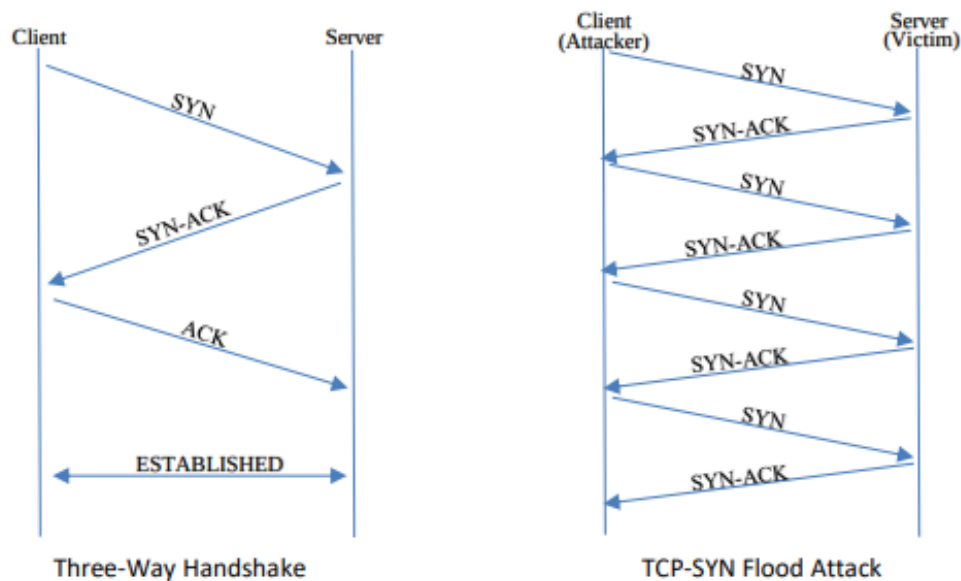 Client
Server
SYN
SYN-ACK
ACK
ESTABLISHED
Three-Way Handshake
Client
(Attacker)
Server
(Victim)
SYN
SYN-ACK
SYN
SYN-ACK
SYN
SYN-ACK
SYN
SYN-ACK
TCP-SYN Flood Attack